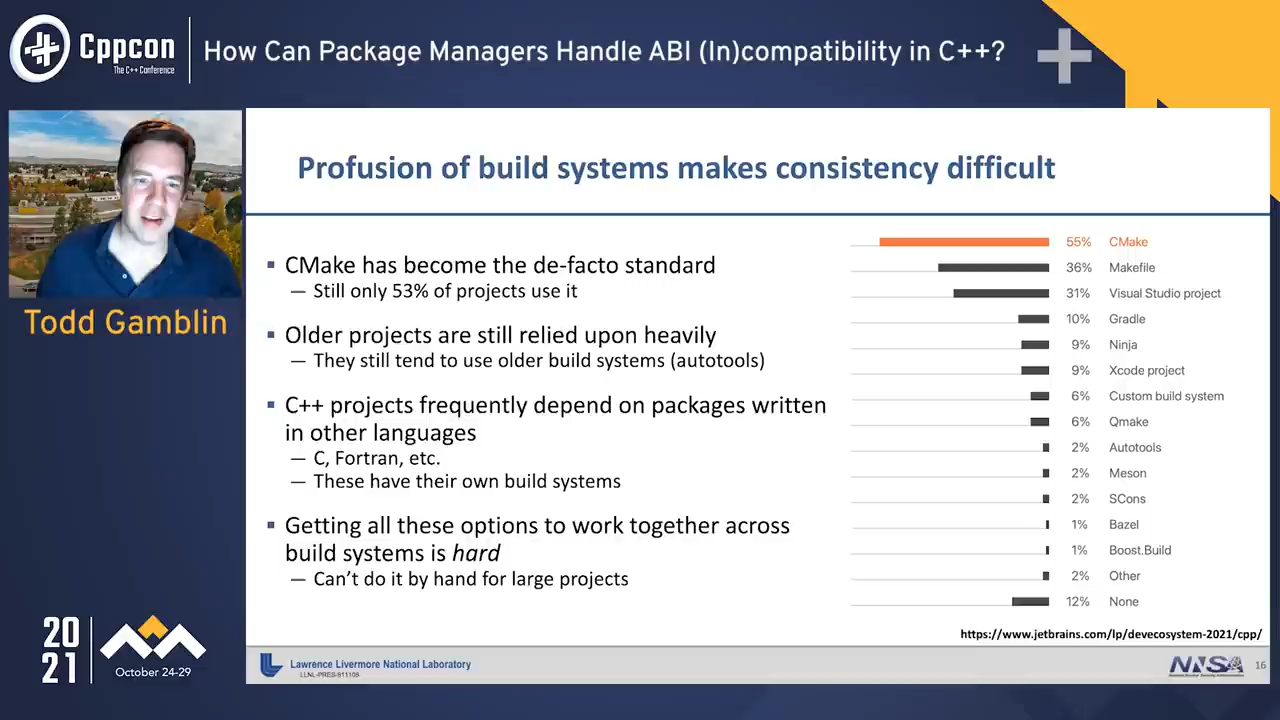 Cppcon
The C++ Conference
How Can Package Managers Handle ABI (In)compatibility in C++?
Todd Gamblin
Profusion of build systems makes consistency difficult
▪ CMake has become the de-facto standard
— Still only 53% of projects use it
▪ Older projects are still relied upon heavily
— They still tend to use older build systems (autotools)
▪ C++ projects frequently depend on packages written
in other languages
— C, Fortran, etc.
— These have their own build systems
▪ Getting all these options to work together across
build systems is hard
— Can't do it by hand for large projects
55% CMake
36% Makefile
31% Visual Studio project
10% Gradle
9% Ninja
9% Xcode project
6% Custom build system
6% Qmake
2% Autotools
2% Meson
2% SCons
1% Bazel
1% Boost.Build
2% Other
12% None
https://www.jetbrains.com/lp/devecosystem-2021/cpp/
Lawrence Livermore National Laboratory
LLNL-PRES-811108
NNSA
16
20
21
October 24-29